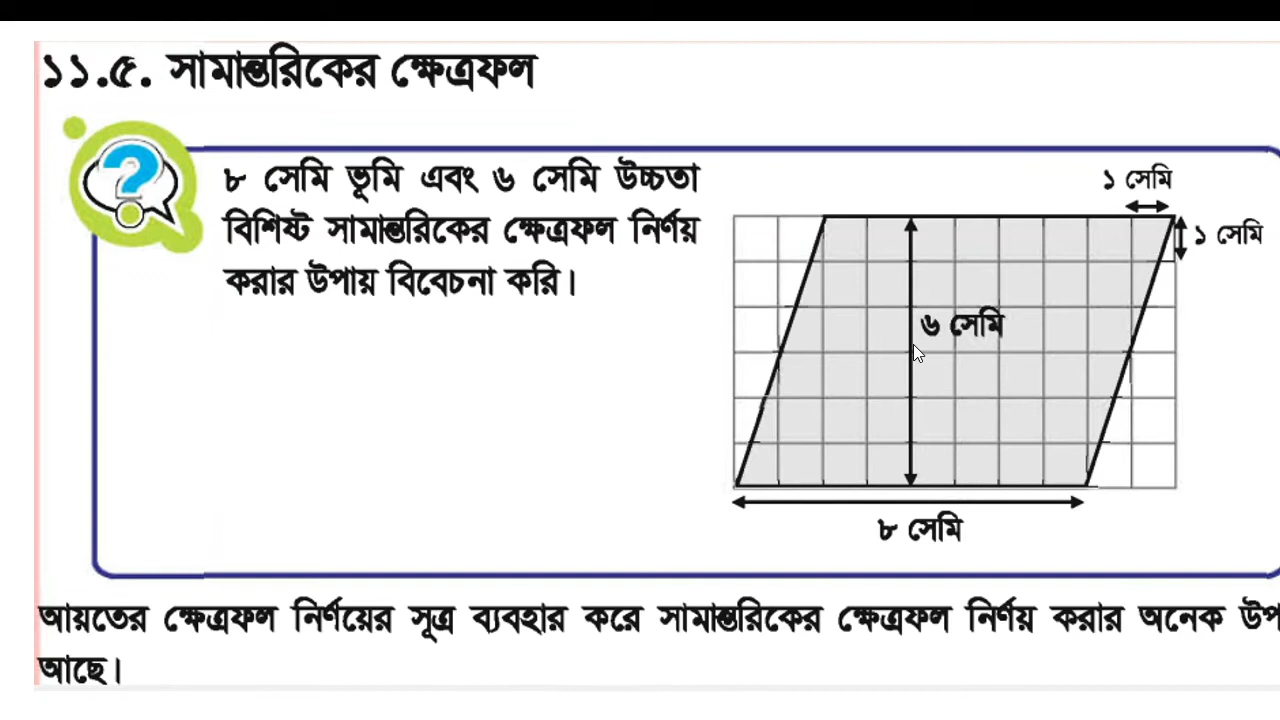 ১১.৫. সামান্তরিকের ক্ষেত্রফল
৮ সেমি ভূমি এবং ৬ সেমি উচ্চতা
বিশিষ্ট সামান্তরিকের ক্ষেত্রফল নির্ণয়
করার উপায় বিবেচনা করি।
১ সেমি
১ সেমি
৬ সেমি
৮ সেমি
আয়তের ক্ষেত্রফল নির্ণয়ের সূত্র ব্যবহার করে সামান্তরিকের ক্ষেত্রফল নির্ণয় করার অনেক
আছে।